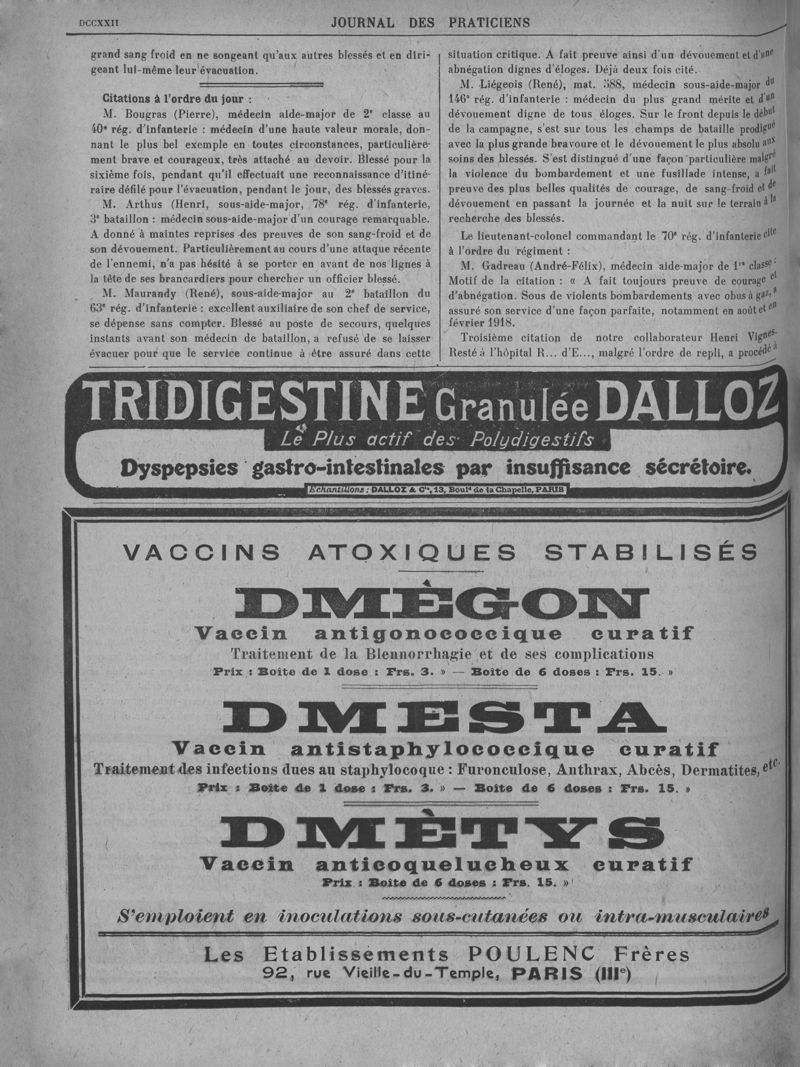 DCCXXII
JOURNAL DES PRATICIENS
grand sang froid en ne songeant qu'aux autres blessés et en diri-
geant lui-même leur évacuation.
Citations à l'ordre du jour :
M. Bougras (Pierre), médecin aide-major de 2e classe au
40e rég. d'infanterie : médecin d'une haute valeur morale, don-
nant le plus bel exemple en toutes circonstances, particulière-
ment brave et courageux, très attaché au devoir. Blessé pour la
sixième fois, pendant qu'il effectuait une reconnaissance d'itiné-
raire défilé pour l'évacuation, pendant le jour, des blessés graves.
M. Arthus (Henri, sous-aide-major, 78e rég. d'infanterie,
3e bataillon : médecin sous-aide-major d'un courage remarquable.
A donné à maintes reprises des preuves de son sang-froid et de
son dévouement. Particulièrement au cours d'une attaque récente
de l'ennemi, n'a pas hésité à se porter en avant de nos lignes à
la tête de ses brancardiers pour chercher un officier blessé.
M. Maurandy (René), sous-aide-major au 2e bataillon du
63e rég. d'infanterie : excellent auxiliaire de son chef de service,
se dépense sans compter. Blessé au poste de secours, quelques
instants avant son médecin de bataillon, a refusé de se laisser
évacuer pour que le service continue à être assuré dans cette
situation critique. A fait preuve ainsi d'un dévouement et d'une
abnégation dignes d'éloges. Déjà deux fois cité.
M. Liégeois (René), mat. 588, médecin sous-aide-major du
146e rég. d'infanterie : médecin du plus grand mérite et d'un
dévouement digne de tous éloges. Sur le front depuis le début
de la campagne, s'est sur tous les champs de bataille prodigué
avec la plus grande bravoure et le dévouement le plus absolu aux
soins des blessés. S'est distingué d'une façon particulière malgré
la violence du bombardement et une fusillade intense, a fait
preuve des plus belles qualités de courage, de sang-froid et de
dévouement en passant la journée et la nuit sur le terrain à la
recherche des blessés.
Le lieutenant-colonel commandant le 70e rég. d'infanterie cite
à l'ordre du régiment :
M. Gadreau (André-Félix), médecin aide-major de 1re classe.
Motif de la citation : « A fait toujours preuve de courage et
d'abnégation. Sous de violents bombardements avec obus à gaz, a
assuré son service d'une façon parfaite, notamment en août et en
février 1918.
Troisième citation de notre collaborateur Henri Vignes.
Resté à l'hôpital R... d'E..., malgré l'ordre de repli, a procédé à
TRIDIGESTINE Granulée DALLOZ
Le Plus actif des Polydigestifs
Dyspepsies gastro-intestinales par insuffisance sécrétoire.
Echantillons : DALLOZ & Cie, 13, Bould de la Chapelle, PARIS
VACCINS ATOXIQUES STABILISÉS
DMÈGON
Vaccin antigonococcique curatif
Traitement de la Blennorrhagie et de ses complications
Prix : Boîte de 1 dose : Frs. 3. » — Boîte de 6 doses : Frs. 15. »
DMESTA
Vaccin antistaphylococcique curatif
Traitement des infections dues au staphylocoque : Furonculose, Anthrax, Abcès, Dermatites, etc.
Prix : Boîte de 1 dose : Frs. 3. » — Boîte de 6 doses : Frs. 15. »
DMÈTYS
Vaccin anticoquelucheux curatif
Prix : Boîte de 6 doses : Frs. 15. »
S'emploient en inoculations sous-cutanées ou intra-musculaires
Les Etablissements POULENC Frères
92, rue Vieille-du-Temple, PARIS (IIIe)